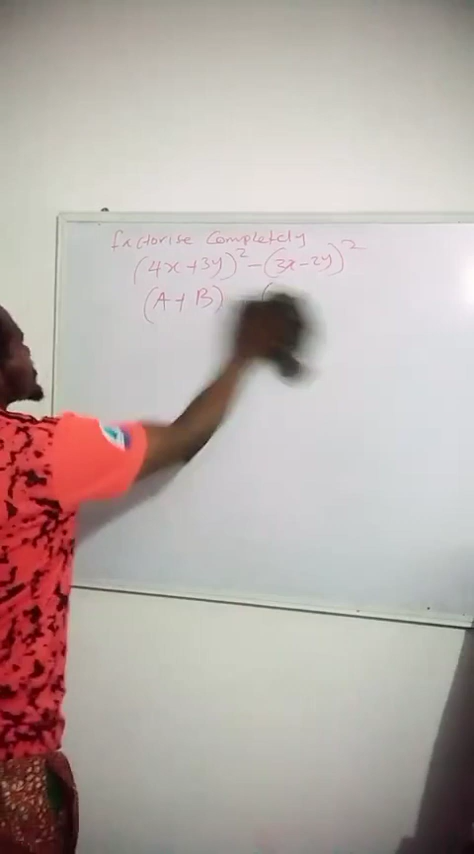 factorise Completely
(4x+3y)²-(3x-2y)²
(A+B)